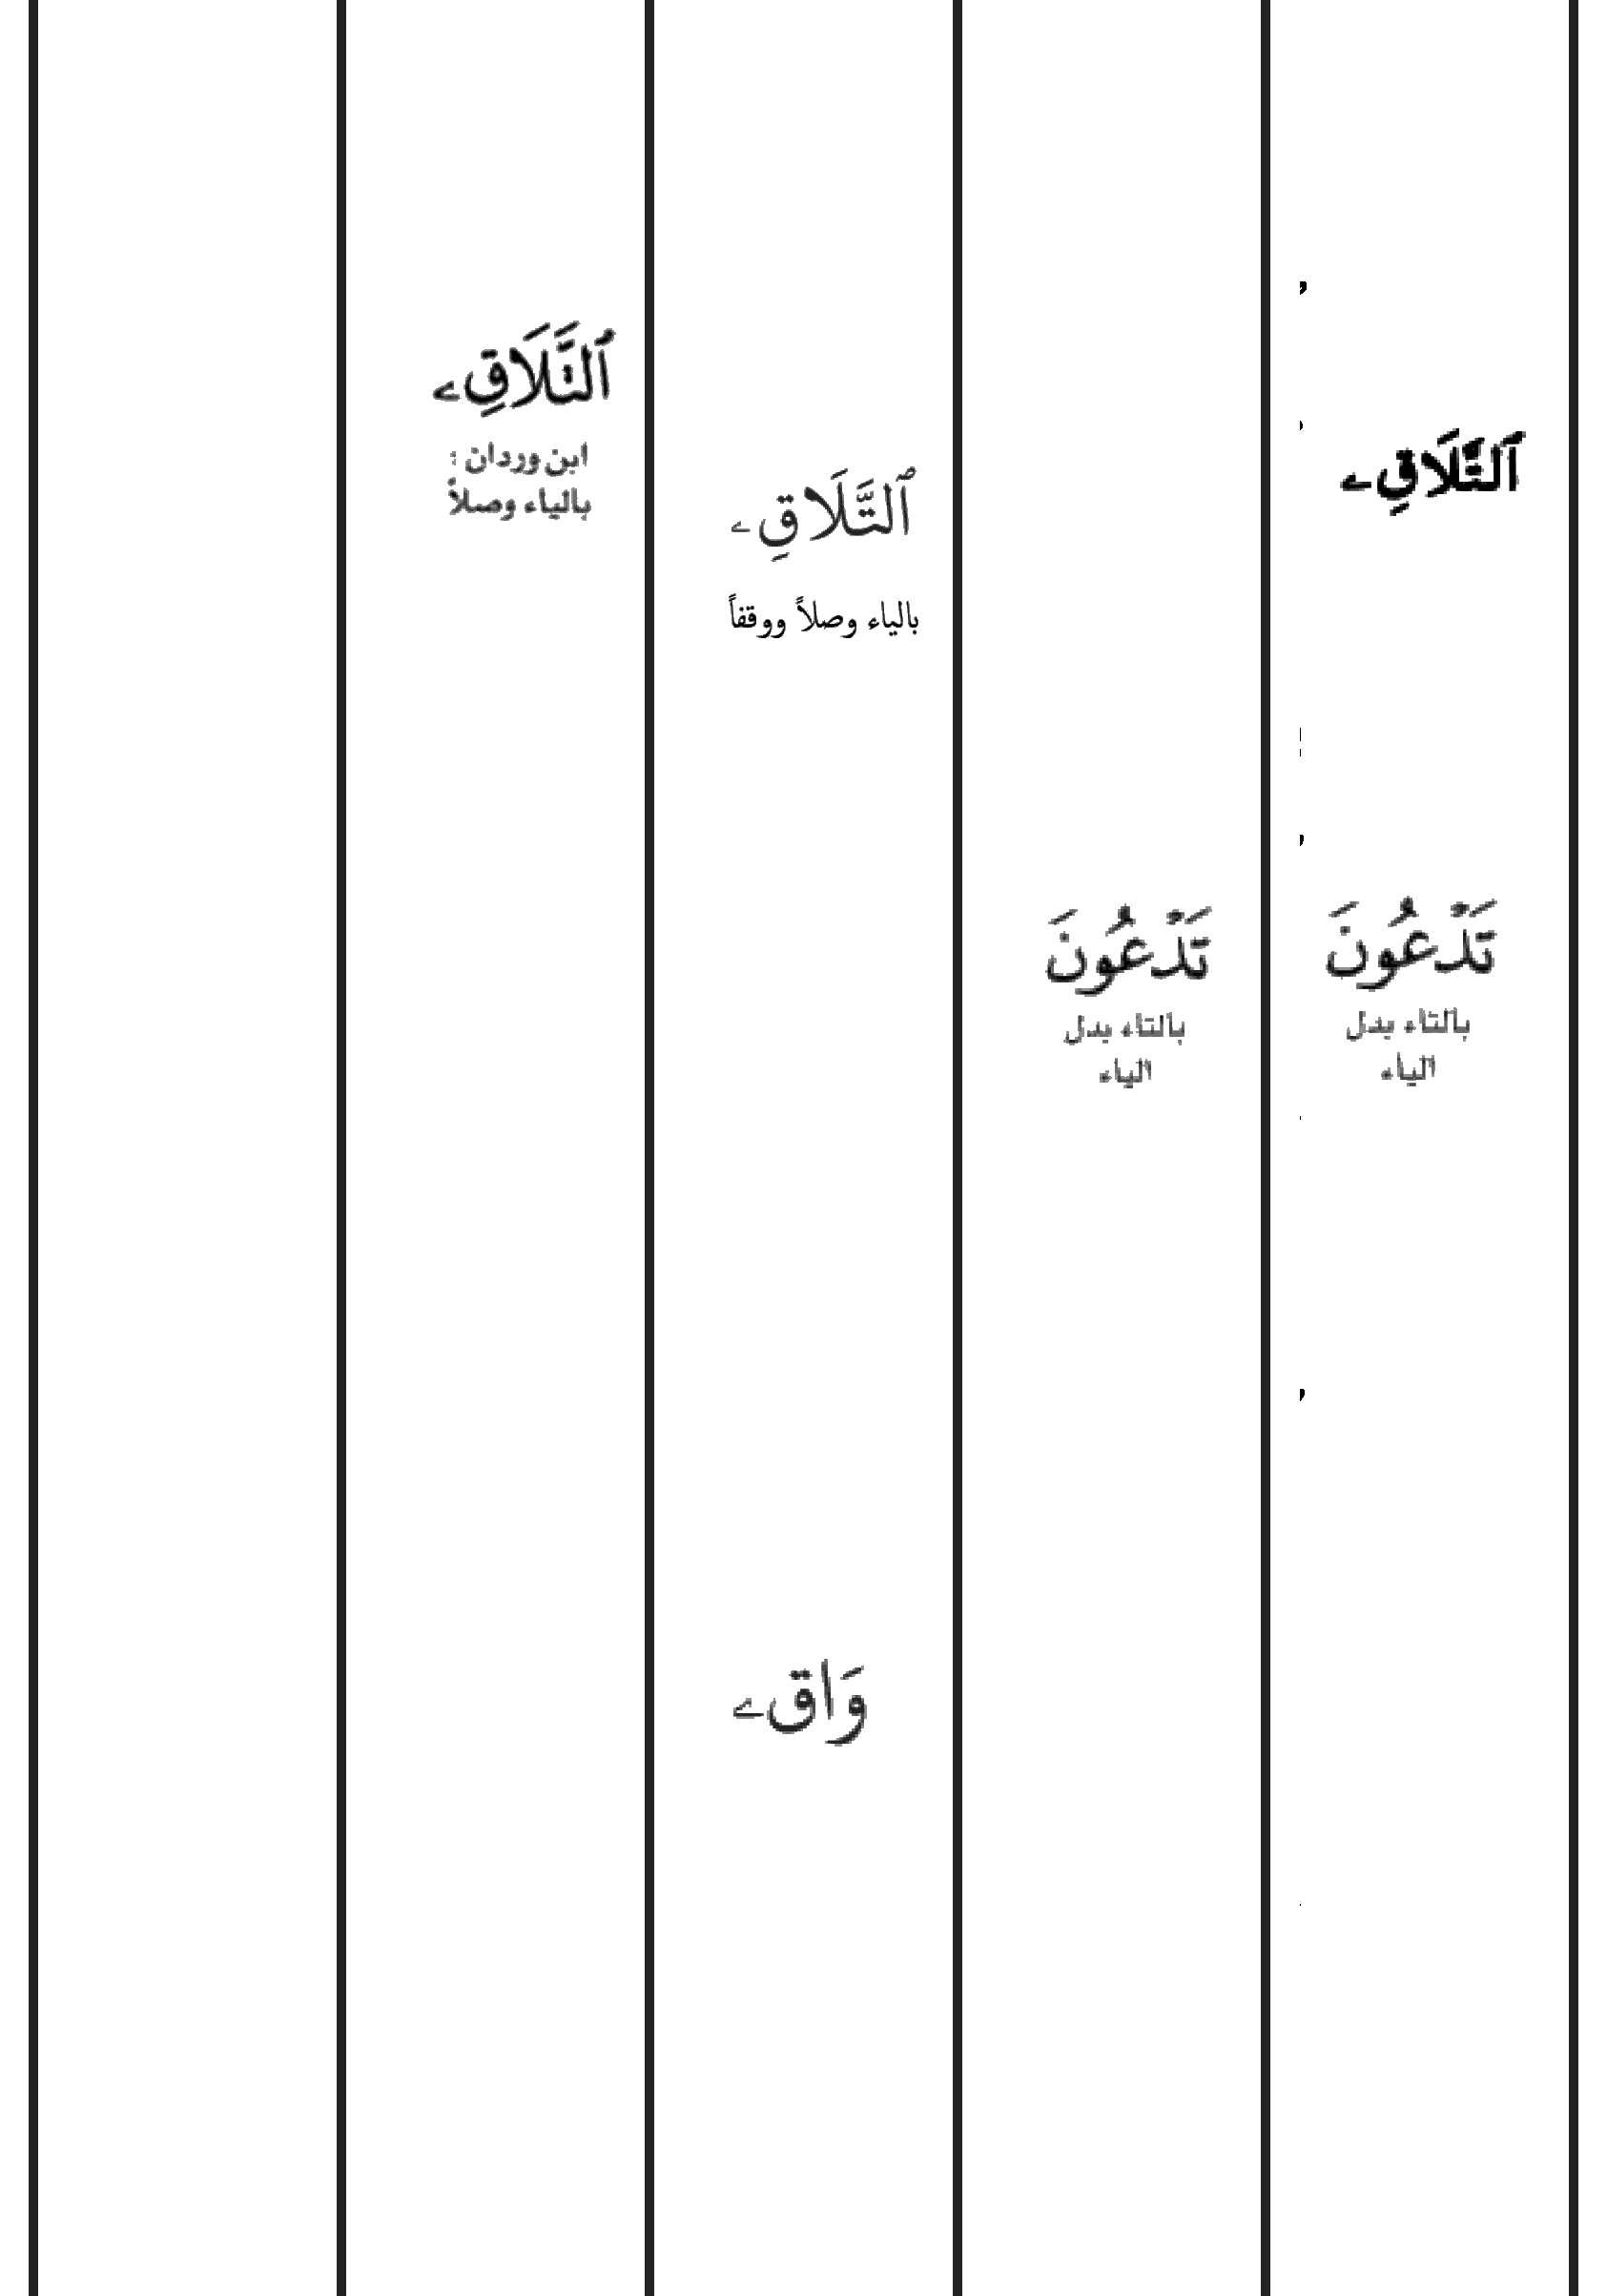 ٱلتَّلَاقِۦ
تَدْعُونَ
بالتاء بدل
الياء
تَدْعُونَ
بالتاء بدل
الياء
ٱلتَّلَاقِۦ
بالياء وصلاً ووقفاً
وَاقۦ
ٱلتَّلَاقِۦ
ابن وردان :
بالياء وصلاً